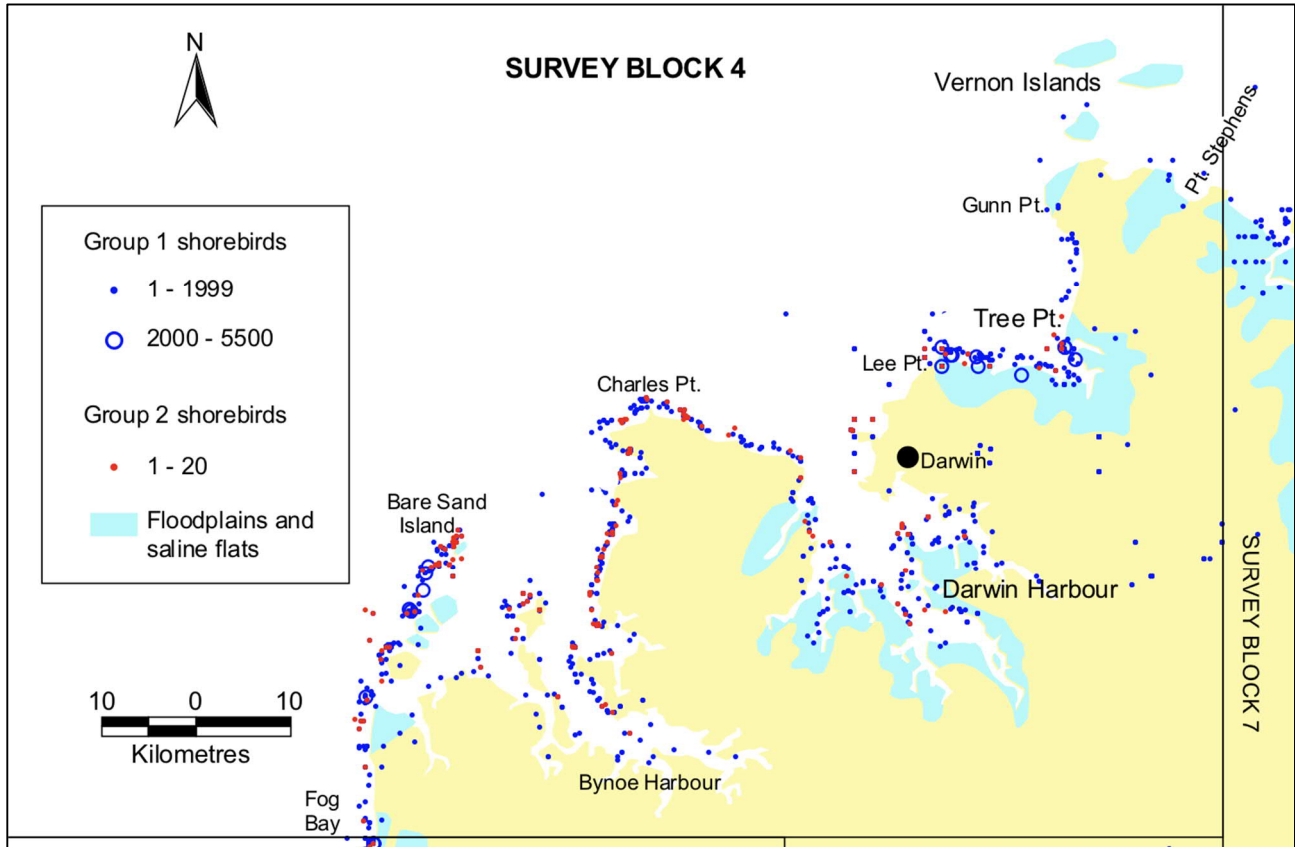 N
SURVEY BLOCK 4
Vernon Islands
Pt. Stephens
Gunn Pt.
Group 1 shorebirds
1 - 1999
2000 - 5500
Group 2 shorebirds
1 - 20
Floodplains and
saline flats
Tree Pt.
Lee Pt.
Charles Pt.
Darwin
Bare Sand
Island
Darwin Harbour
SURVEY BLOCK 7
10 0 10
Kilometres
Bynoe Harbour
Fog
Bay